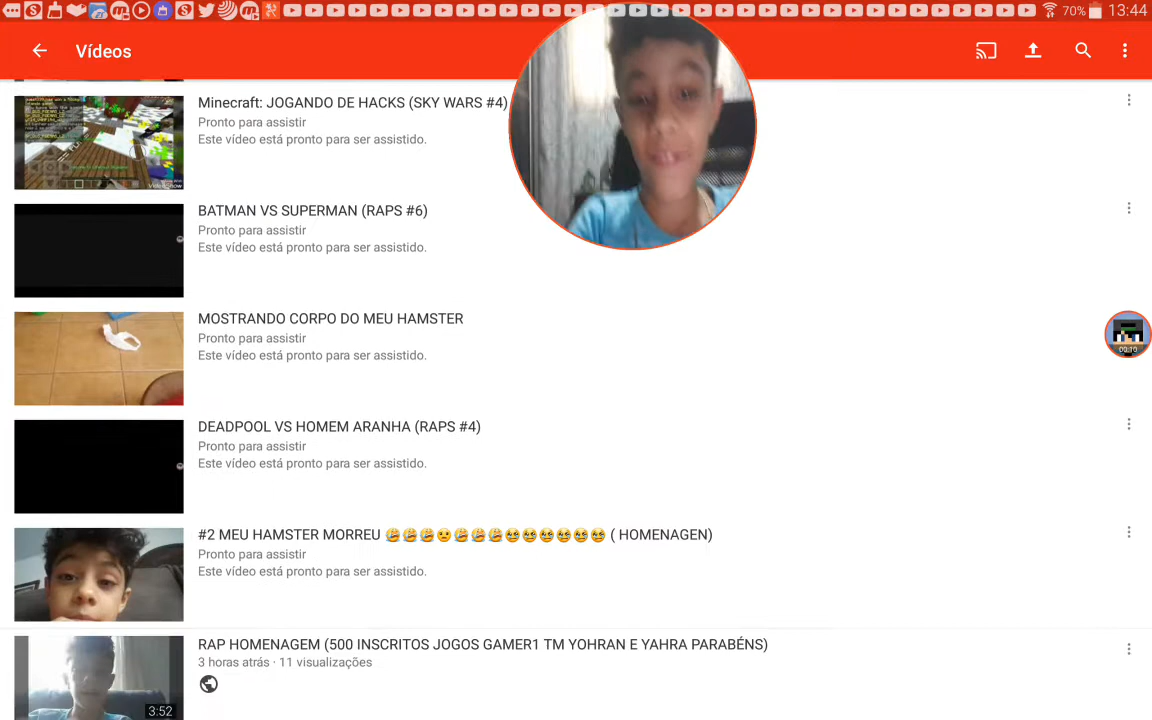 70% 13:44
Vídeos
Minecraft: JOGANDO DE HACKS (SKY WARS #4)
Pronto para assistir
Este vídeo está pronto para ser assistido.
BATMAN VS SUPERMAN (RAPS #6)
Pronto para assistir
Este vídeo está pronto para ser assistido.
MOSTRANDO CORPO DO MEU HAMSTER
Pronto para assistir
Este vídeo está pronto para ser assistido.
00:10
DEADPOOL VS HOMEM ARANHA (RAPS #4)
Pronto para assistir
Este vídeo está pronto para ser assistido.
#2 MEU HAMSTER MORREU 🤣🤣🤣😉🤣🤣🤣😂😂😂😂😂😂 ( HOMENAGEN)
Pronto para assistir
Este vídeo está pronto para ser assistido.
RAP HOMENAGEM (500 INSCRITOS JOGOS GAMER1 TM YOHRAN E YAHRA PARABÉNS)
3 horas atrás · 11 visualizações
3:52